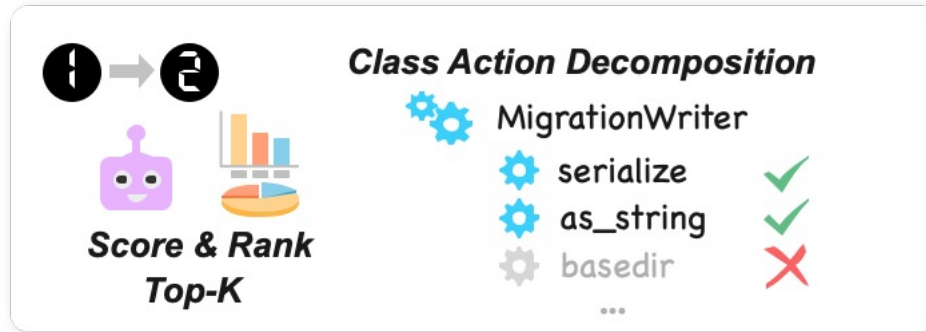 1 2
Class Action Decomposition
MigrationWriter
serialize
as_string
basedir
...
Score & Rank
Top-K